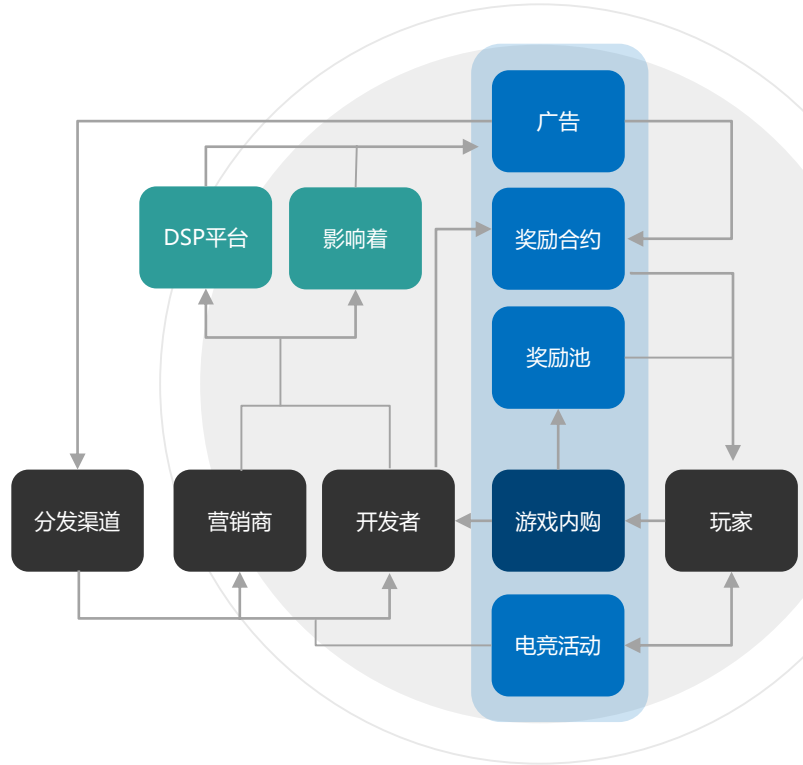 广告
DSP平台
影响着
奖励合约
奖励池
分发渠道
营销商
开发者
游戏内购
玩家
电竞活动